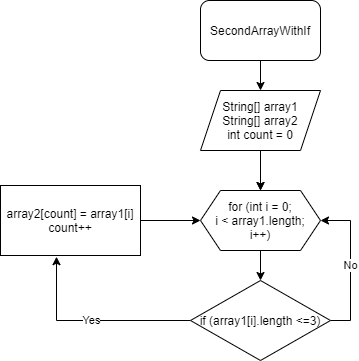 SecondArrayWithIf
String[] array1
String[] array2
int count = 0
for (int i = 0;
i < array1.length;
i++)
array2[count] = array1[i]
count++
No
if (array1[i].length <=3)
Yes